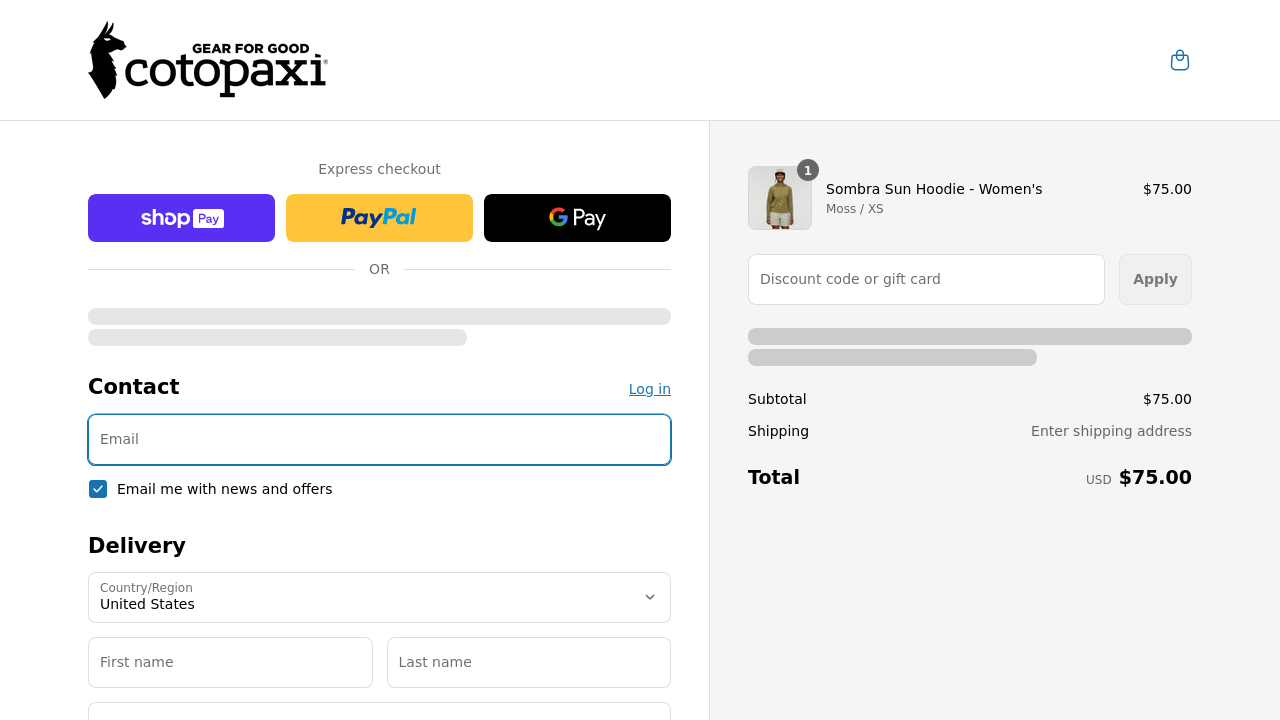 GEAR FOR GOOD
cotopaxi®
Express checkout
shop Pay
PayPal
G Pay
OR
Contact
Log in
Email
Email me with news and offers
Delivery
Country/Region
United States
First name
Last name
1
Sombra Sun Hoodie - Women's
$75.00
Moss / XS
Discount code or gift card
Apply
Subtotal
$75.00
Shipping
Enter shipping address
Total
USD $75.00